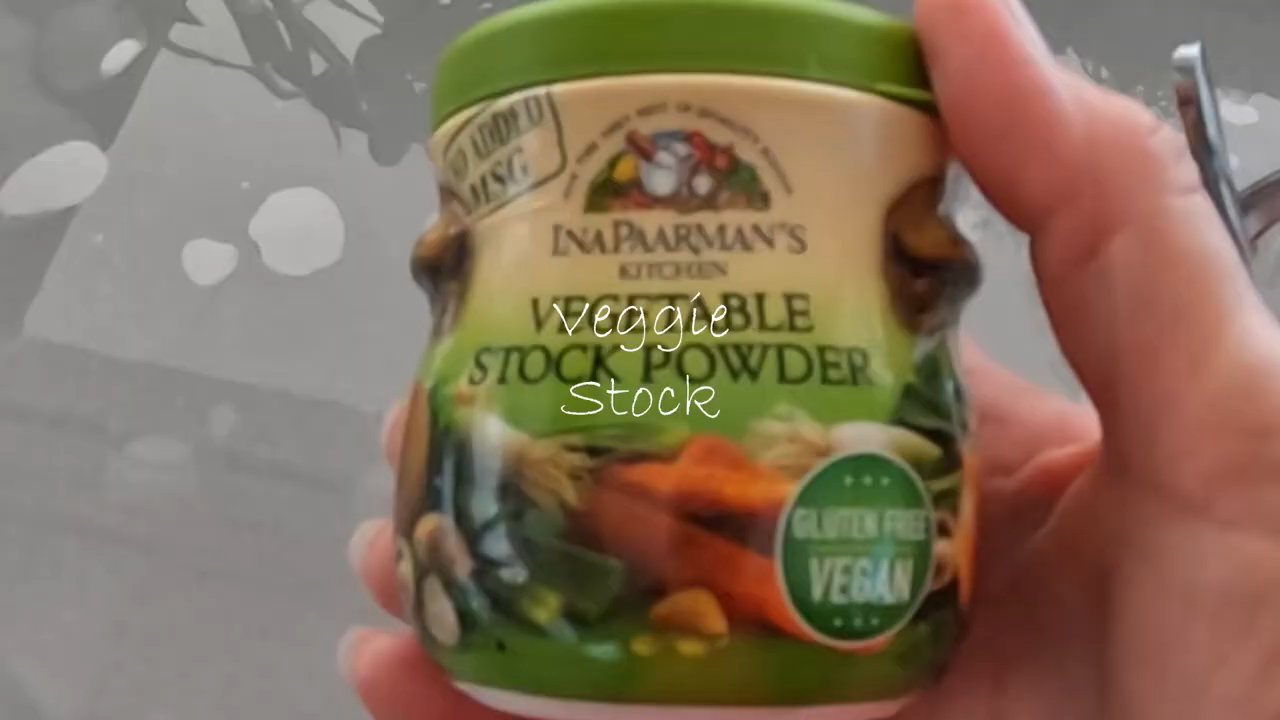 NO ADDED
MSG
INA PAARMAN'S
KITCHEN
VEGETABLE
STOCK POWDER
Veggie
Stock
GLUTEN FREE
VEGAN